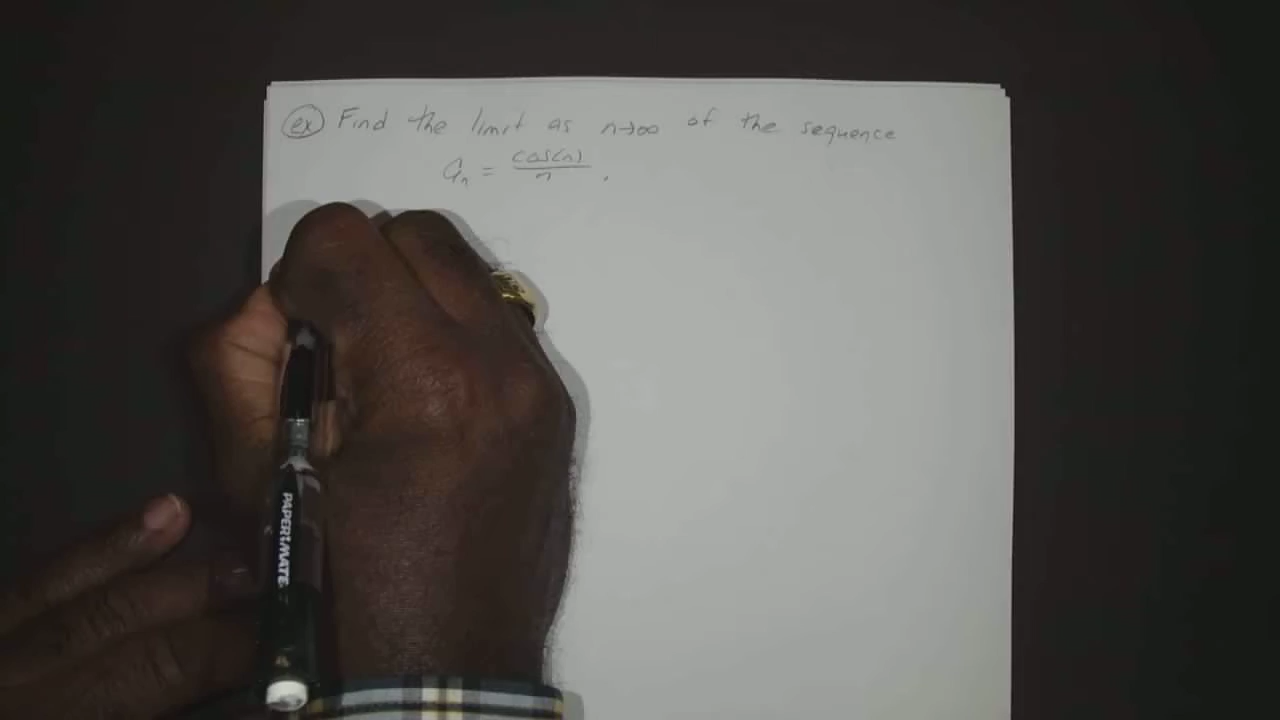 ex Find the limit as n→∞ of the sequence
aₙ = cos(n)/n .
PAPER:MATE